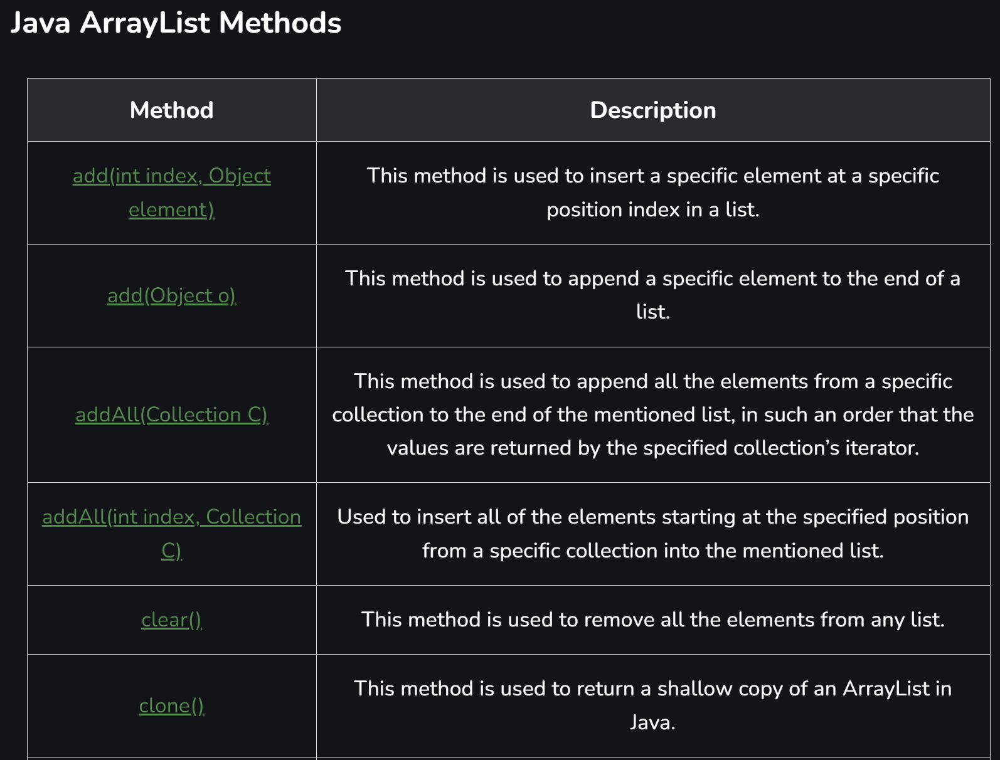 Java ArrayList Methods
Method
Description
add(int index, Object
element)
This method is used to insert a specific element at a specific
position index in a list.
add(Object o)
This method is used to append a specific element to the end of a
list.
addAll(Collection C)
This method is used to append all the elements from a specific
collection to the end of the mentioned list, in such an order that the
values are returned by the specified collection’s iterator.
addAll(int index, Collection
C)
Used to insert all of the elements starting at the specified position
from a specific collection into the mentioned list.
clear()
This method is used to remove all the elements from any list.
clone()
This method is used to return a shallow copy of an ArrayList in
Java.